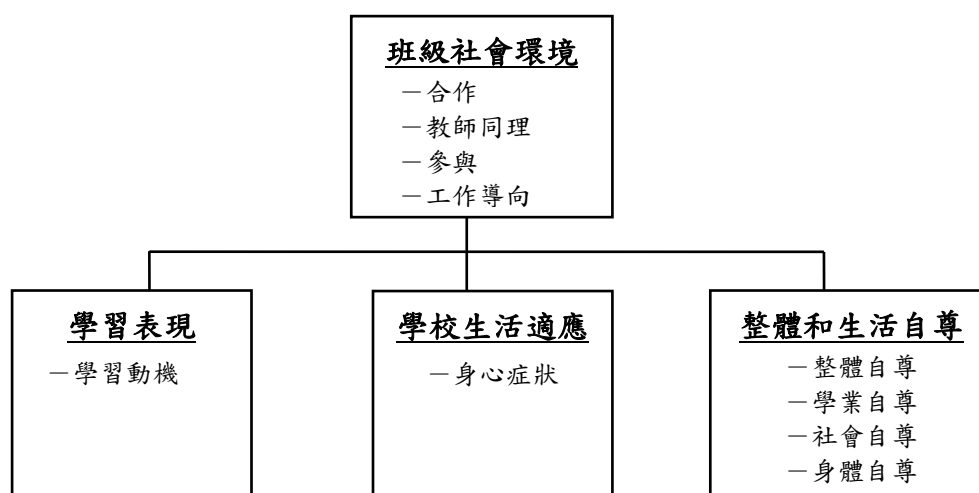 班級社會環境
－合作
－教師同理
－參與
－工作導向
學習表現
－學習動機
學校生活適應
－身心症狀
整體和生活自尊
－整體自尊
－學業自尊
－社會自尊
－身體自尊